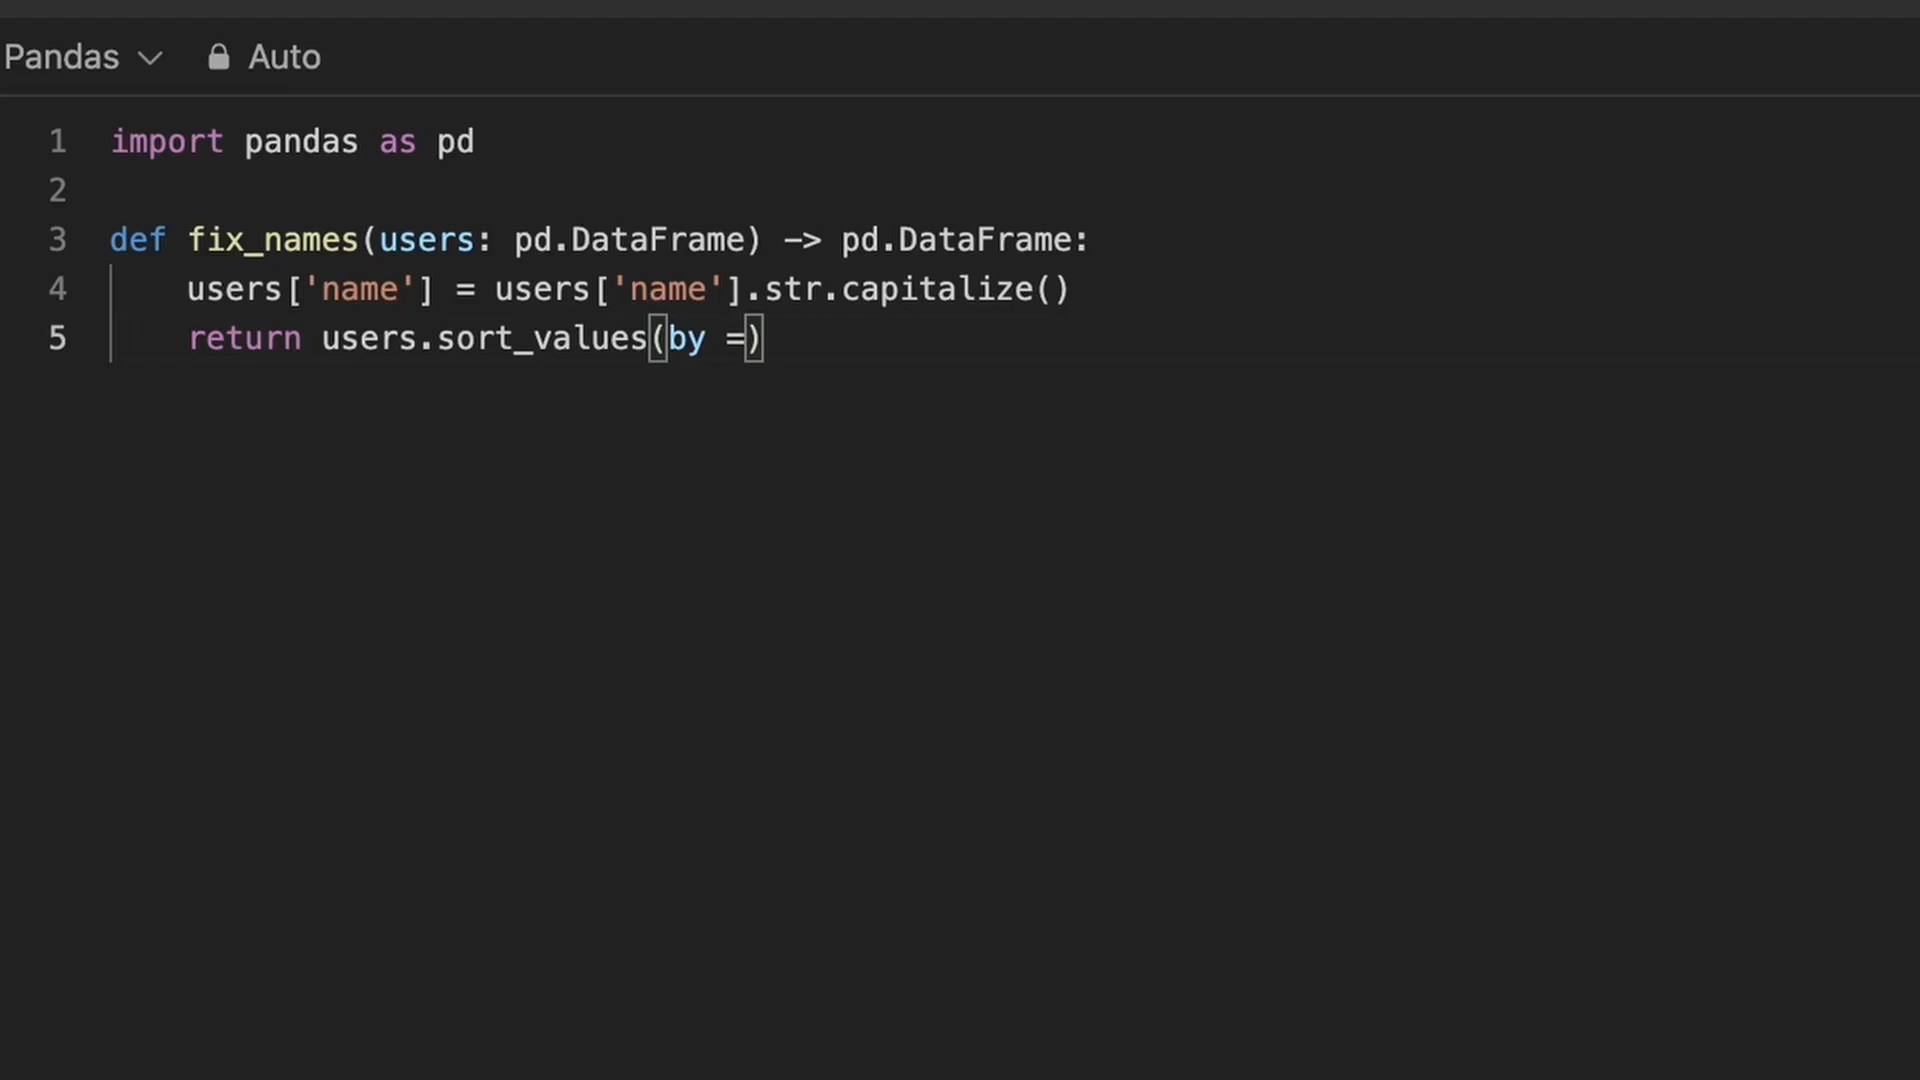 Pandas Auto
1 import pandas as pd
2
3 def fix_names(users: pd.DataFrame) -> pd.DataFrame:
4     users['name'] = users['name'].str.capitalize()
5     return users.sort_values(by =)